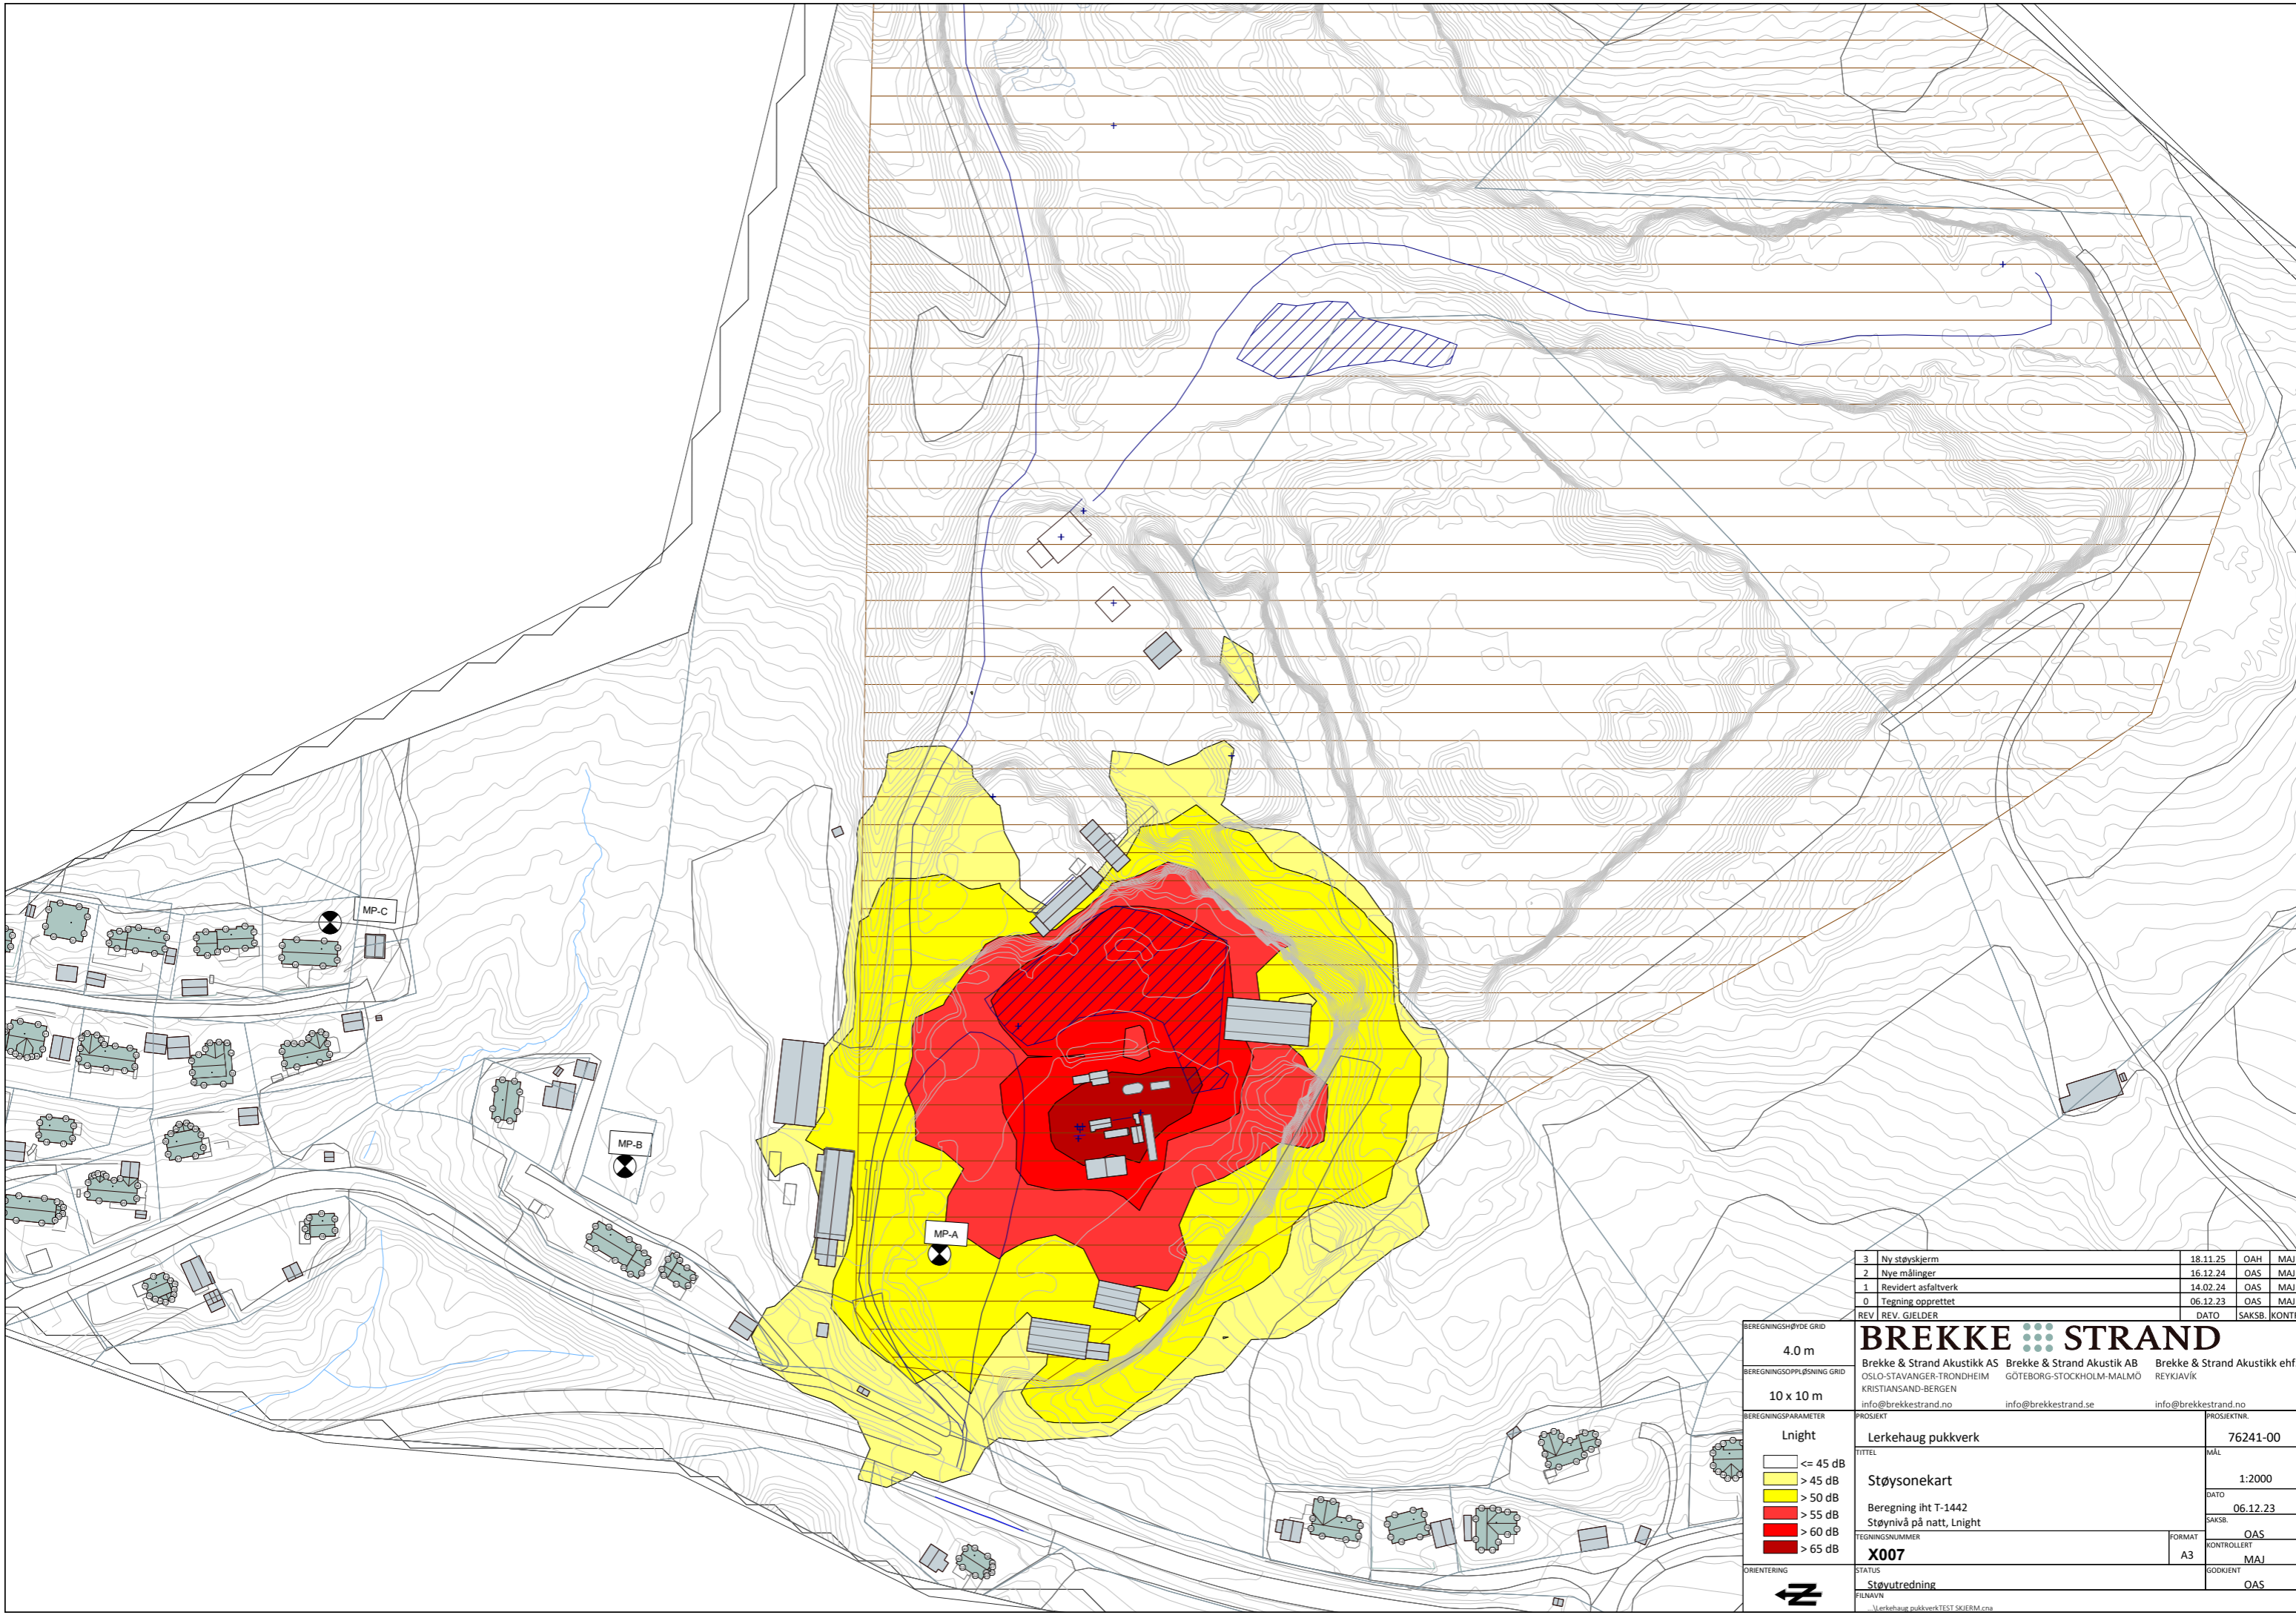 MP-C
MP-B
MP-A
3 Ny støyskjerm 18.11.25 OAH MAJ
2 Nye målinger 16.12.24 OAS MAJ
1 Revidert asfaltverk 14.02.24 OAS MAJ
0 Tegning opprettet 06.12.23 OAS MAJ
REV REV. GJELDER DATO SAKSB.
BEREGNINGSHØYDE GRID
4.0 m
BEREGNINGSOPPLØSNING GRID
10 x 10 m
BEREGNINGSPARAMETER
Lnight
<= 45 dB
> 45 dB
> 50 dB
> 55 dB
> 60 dB
> 65 dB
ORIENTERING
N
BREKKE STRAND
Brekke & Strand Akustikk AS Brekke & Strand Akustik AB Brekke & Strand Akustikk ehf
OSLO-STAVANGER-TRONDHEIM GÖTEBORG-STOCKHOLM-MALMÖ REYKJAVÍK
KRISTIANSAND-BERGEN
info@brekkestrand.no info@brekkestrand.se info@brekkestrand.no
PROSJEKT
Lerkehaug pukkverk
PROSJEKTNR.
76241-00
TITTEL
Støysonekart
Beregning iht T-1442
Støynivå på natt, Lnight
MÅL
1:2000
DATO
06.12.23
SAKSB.
OAS
TEGNINGSNUMMER
X007
FORMAT
A3
KONTROLLERT
MAJ
STATUS
Støyutredning
GODKJENT
OAS
FILNAVN
...\Lerkehaug pukkverkTEST SKJERM.cna